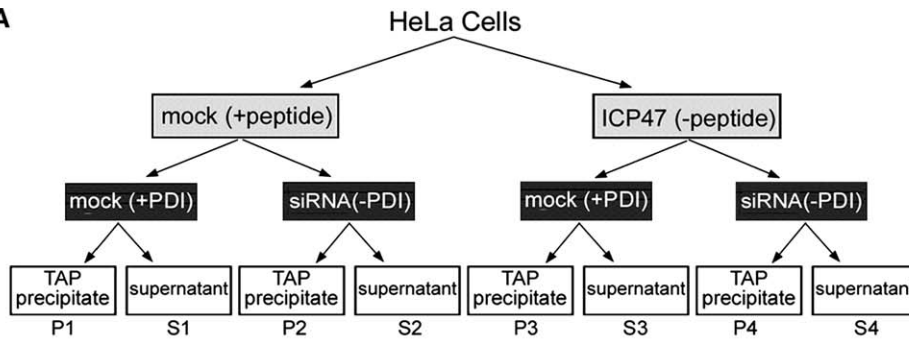 A
HeLa Cells
mock (+peptide)
ICP47 (-peptide)
mock (+PDI)
siRNA(-PDI)
mock (+PDI)
siRNA(-PDI)
TAP
precipitate
supernatant
TAP
precipitate
supernatant
TAP
precipitate
supernatant
TAP
precipitate
supernatan
P1
S1
P2
S2
P3
S3
P4
S4